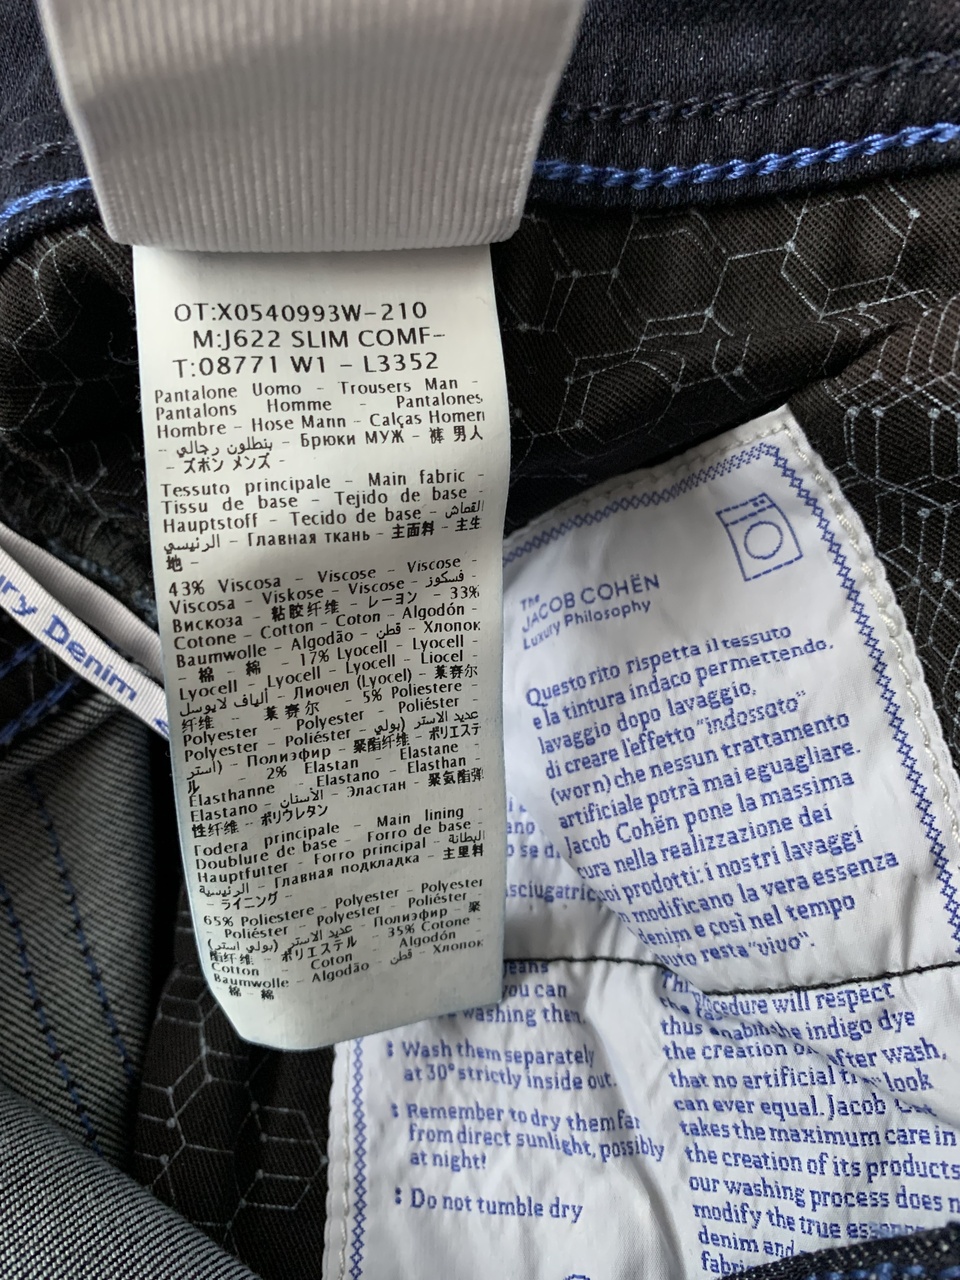 OT:X0540993W-210
M:J622 SLIM COMF-
T:08771 W1 - L3352
Pantalone Uomo - Trousers Man -
Pantalons Homme - Pantalones
Hombre - Hose Mann - Calças Homen
- بنطلون رجالي - Брюки МУЖ - 裤 男人
- ズボン メンズ -
Tessuto principale - Main fabric -
Tissu de base - Tejido de base -
Hauptstoff - Tecido de base - القماش
الرئيسي - Главная ткань - 主面料 - 主生
地 -
43% Viscosa - Viscose - Viscose -
Viscosa - Viskose - Viscose - فسكوز -
Вискоза - 粘胶纤维 - レーヨン - 33%
Cotone - Cotton - Coton - Algodón -
Baumwolle - Algodão - قطن - Хлопок
- 棉 - 綿 - 17% Lyocell - Lyocell -
Lyocell - Lyocell - Lyocell - Liocel -
ألياف لايوسل - Лиочел (Lyocel) - 莱赛尔
纤维 - 莱赛尔 - 5% Poliestere -
Polyester - Polyester - Poliéster -
Polyester - Poliéster - عديد الاستر (بولي
استر) - Полиэфир - 聚酯纤维 - ポリエステ
ル - 2% Elastan - Elastane -
Élasthanne - Elastano - Elasthan -
Elastano - الأستان - Эластан - 聚氨酯弹
性纤维 - ポリウレタン
Fodera principale - Main lining -
Doublure de base - Forro de base -
Hauptfutter - Forro principal - البطانة
الرئيسية - Главная подкладка - 主里料
- ライニング -
65% Poliestere - Polyester - Polyester
Poliéster - Polyester - Poliéster -
عديد الاستر (بولي استر) - Полиэфир - 聚
酯纤维 - ポリエステル - 35% Cotone -
Cotton - Coton - Algodón -
Baumwolle - Algodão - قطن - Хлопок
- 棉 - 綿
Denim
The
JACOB COHËN
Luxury Philosophy
Questo rito rispetta il tessuto
e la tintura indaco permettendo,
lavaggio dopo lavaggio,
di creare l'effetto "indossato"
(worn) che nessun trattamento
artificiale potrà mai eguagliare.
Jacob Cohën pone la massima
cura nella realizzazione dei
prodotti: i nostri lavaggi
modificano la vera essenza
denim e così nel tempo
resta "vivo".
jeans
you can
washing then.
Wash them separately
at 30° strictly inside out.
Remember to dry them far
from direct sunlight, possibly
at night!
Do not tumble dry
procedure will respect
the indigo dye
thus after wash,
the creation look
that no artificial
can ever equal. Jacob
takes the maximum care in
the creation of its products
our washing process does
modify the true
denim and